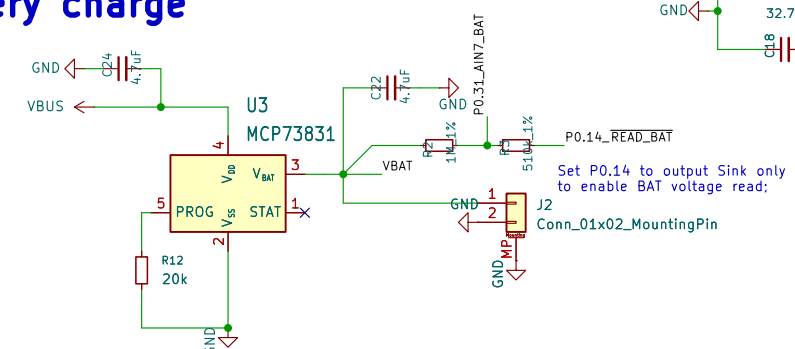 ery charge
GND
32.7
C18
GND
C24
4.7uF
VBUS
U3
MCP73831
C22
4.7uF
GND
P0.31_AIN7_BAT
R2
1M_1%
510k_1%
P0.14_READ_BAT
VBAT
Set P0.14 to output Sink only
to enable BAT voltage read;
4
VDD
VBAT
3
5
PROG
VSS
STAT
1
2
R12
20k
GND
GND
1
2
J2
Conn_01x02_MountingPin
MP
GND